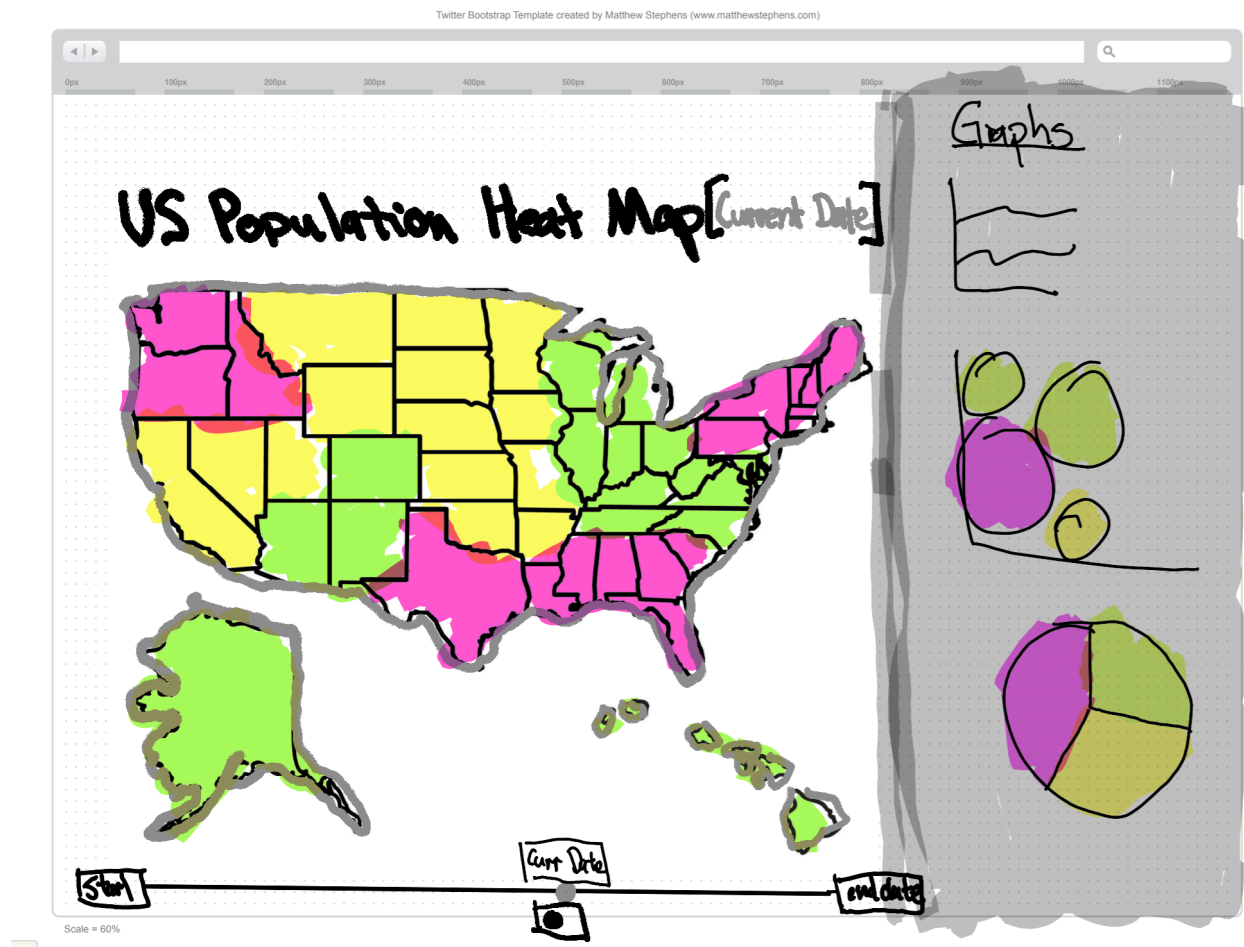 Twitter Bootstrap Template created by Matthew Stephens (www.matthewstephens.com)
0px 100px 200px 300px 400px 500px 600px 700px 800px 900px 1000px 1100px
Graphs
US Population Heat Map [Current Date]
Curr Date
Start
end date
Scale = 60%